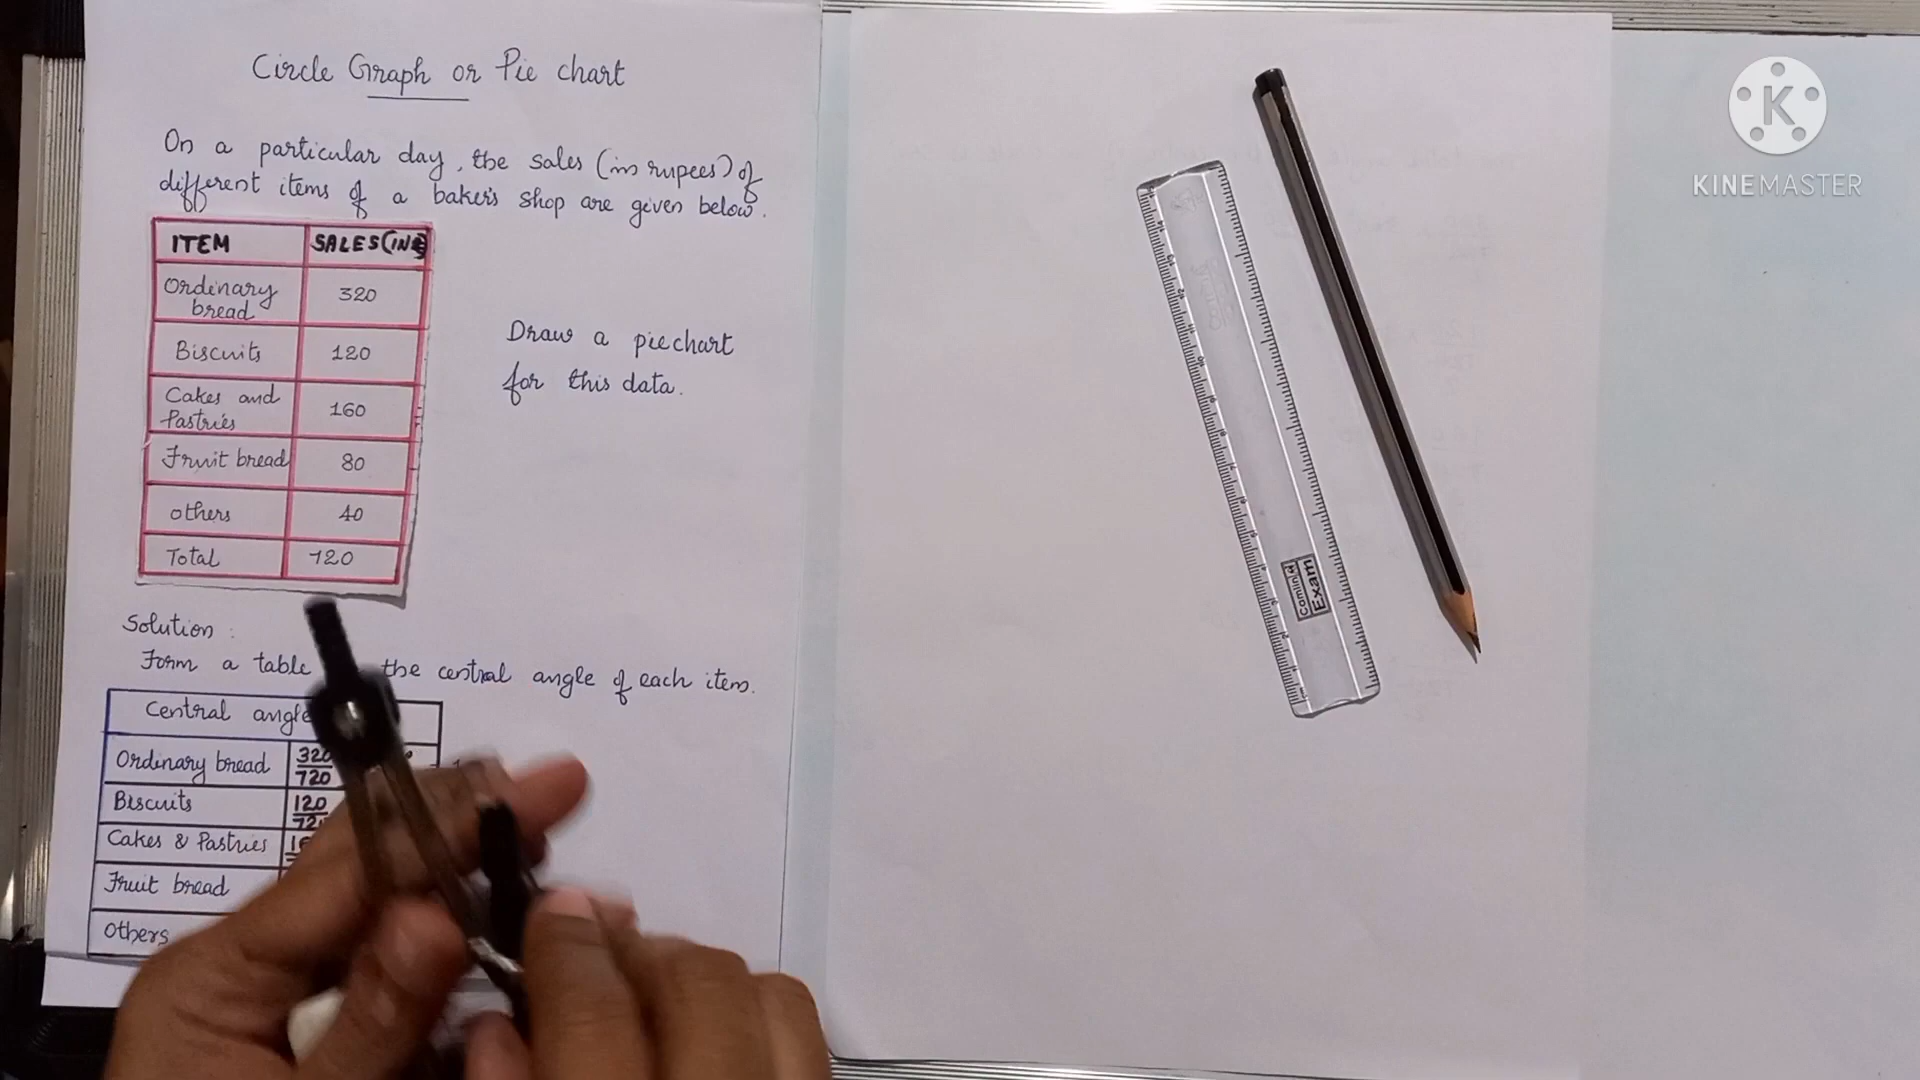 Circle Graph or Pie chart
On a particular day, the sales (in rupees) of
different items of a baker's shop are given below.
ITEM SALES(IN₹)
Ordinary bread 320
Biscuits 120
Cakes and Pastries 160
Fruit bread 80
others 40
Total 720
Draw a piechart
for this data.
Solution:
Form a table the central angle of each item.
Central angle
Ordinary bread 320/720
Biscuits 120/72
Cakes & Pastries
Fruit bread
Others
Exam
K
KINEMASTER